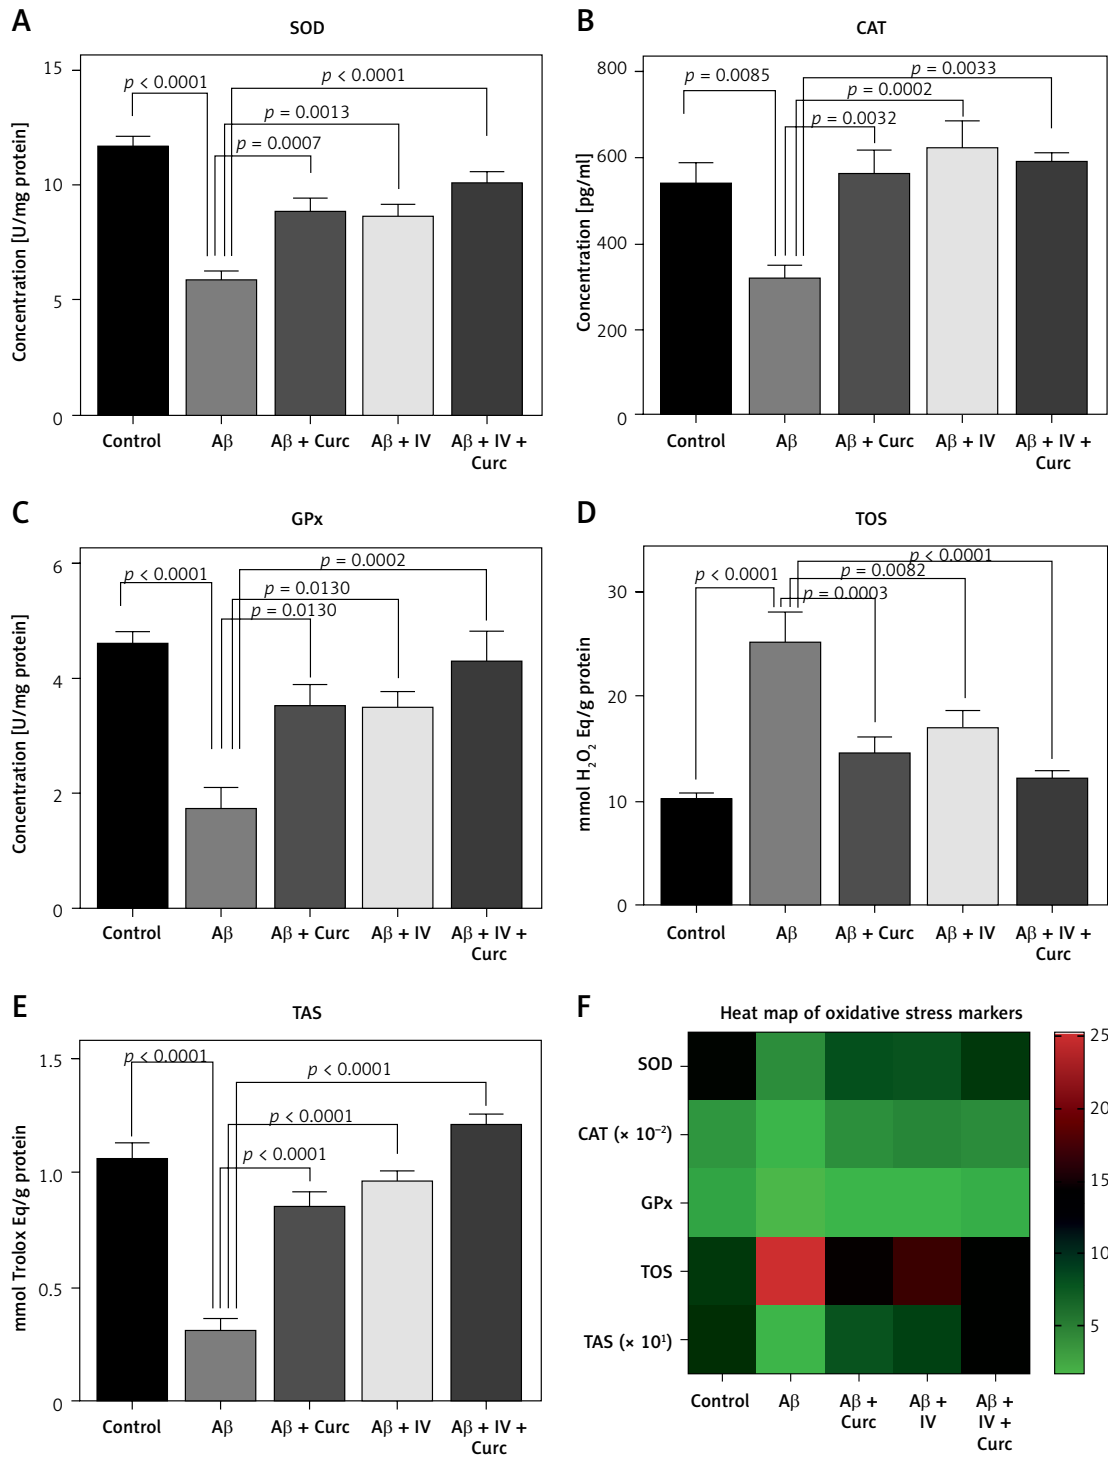 A
SOD
Concentration [U/mg protein]
15
10
5
0
p < 0.0001
p < 0.0001
p = 0.0013
p = 0.0007
Control
Aβ
Aβ + Curc
Aβ + IV
Aβ + IV +
Curc
B
CAT
Concentration [pg/ml]
800
600
400
200
0
p = 0.0085
p = 0.0033
p = 0.0002
p = 0.0032
Control
Aβ
Aβ + Curc
Aβ + IV
Aβ + IV +
Curc
C
GPx
Concentration [U/mg protein]
6
4
2
0
p < 0.0001
p = 0.0002
p = 0.0130
p = 0.0130
Control
Aβ
Aβ + Curc
Aβ + IV
Aβ + IV +
Curc
D
TOS
mmol H₂O₂ Eq/g protein
30
20
10
0
p < 0.0001
p < 0.0001
p = 0.0082
p = 0.0003
Control
Aβ
Aβ + Curc
Aβ + IV
Aβ + IV +
Curc
E
TAS
mmol Trolox Eq/g protein
1.5
1.0
0.5
0
p < 0.0001
p < 0.0001
p < 0.0001
p < 0.0001
Control
Aβ
Aβ + Curc
Aβ + IV
Aβ + IV +
Curc
F
Heat map of oxidative stress markers
SOD
CAT (× 10⁻²)
GPx
TOS
TAS (× 10¹)
Control
Aβ
Aβ +
Curc
Aβ +
IV
Aβ +
IV +
Curc
25
20
15
10
5